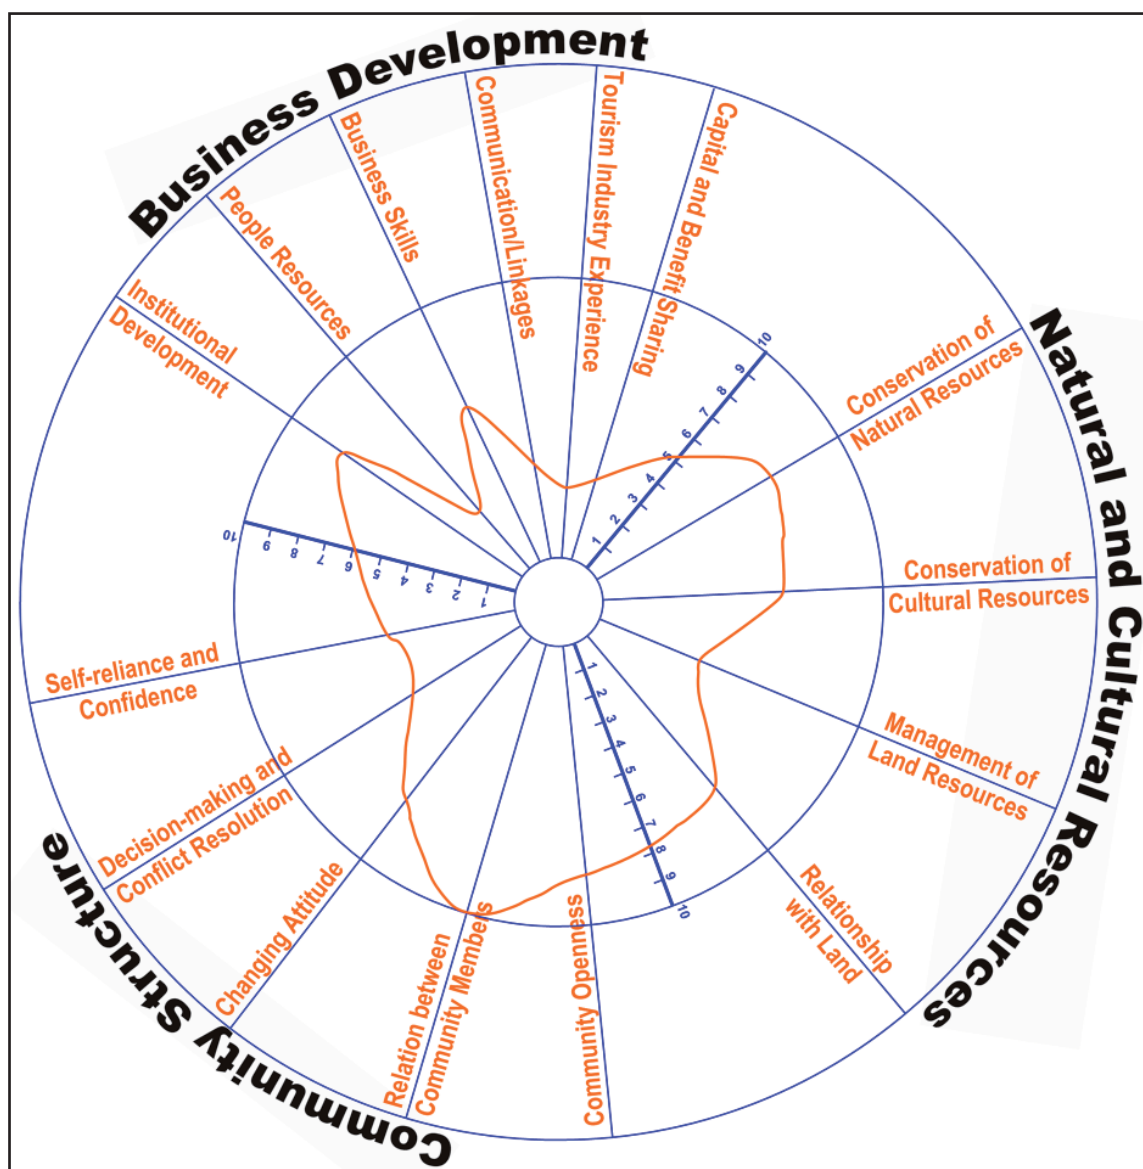 Business Development
Institutional
Development
People Resources
Business Skills
Communication/Linkages
Tourism Industry Experience
Capital and Benefit Sharing
Natural and Cultural Resources
Conservation of
Natural Resources
Conservation of
Cultural Resources
Management of
Land Resources
Relationship
with Land
Community Structure
Community Openness
Relation between
Community Members
Changing Attitude
Decision-making and
Conflict Resolution
Self-reliance and
Confidence
1 2 3 4 5 6 7 8 9 10
1 2 3 4 5 6 7 8 9 10
1 2 3 4 5 6 7 8 9 10